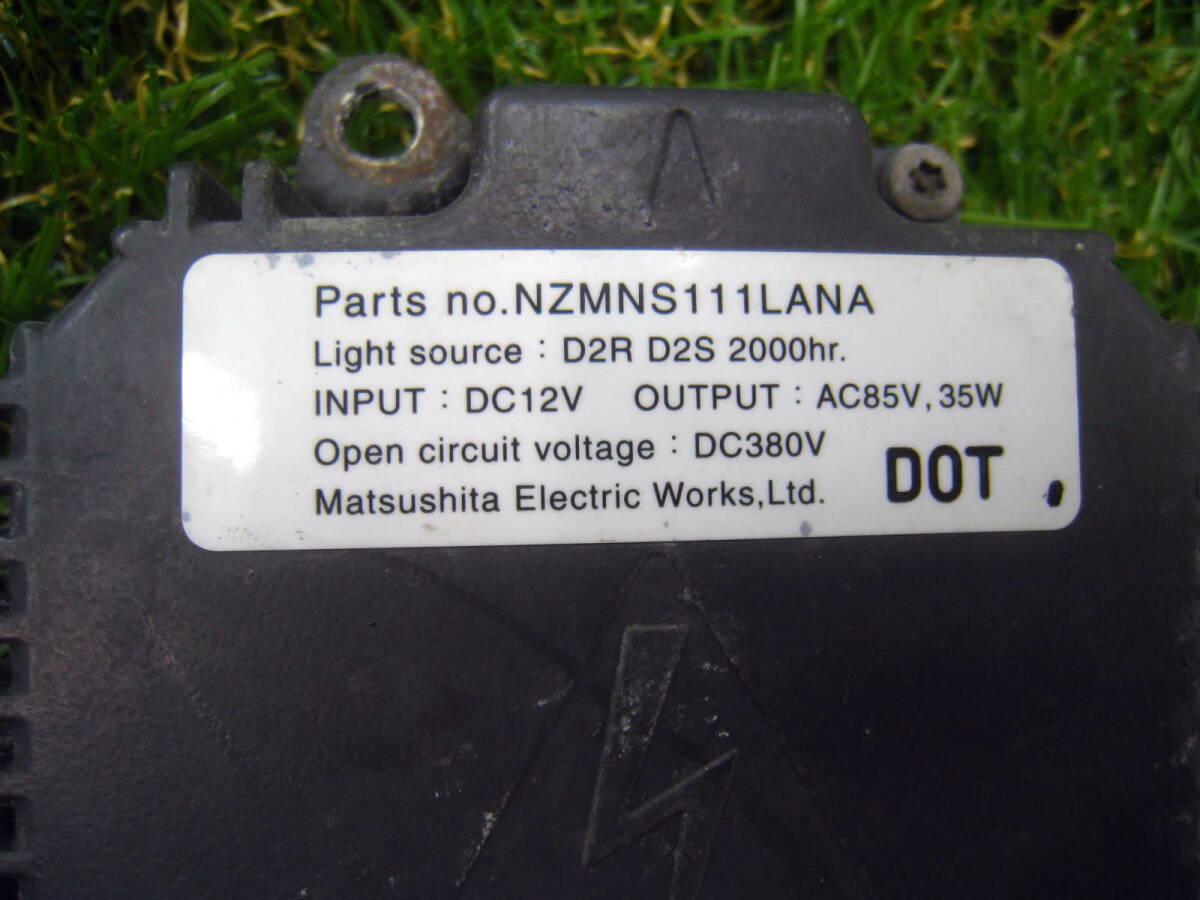 Parts no.NZMNS111LANA
Light source : D2R D2S 2000hr.
INPUT : DC12V OUTPUT : AC85V, 35W
Open circuit voltage : DC380V
Matsushita Electric Works,Ltd. DOT